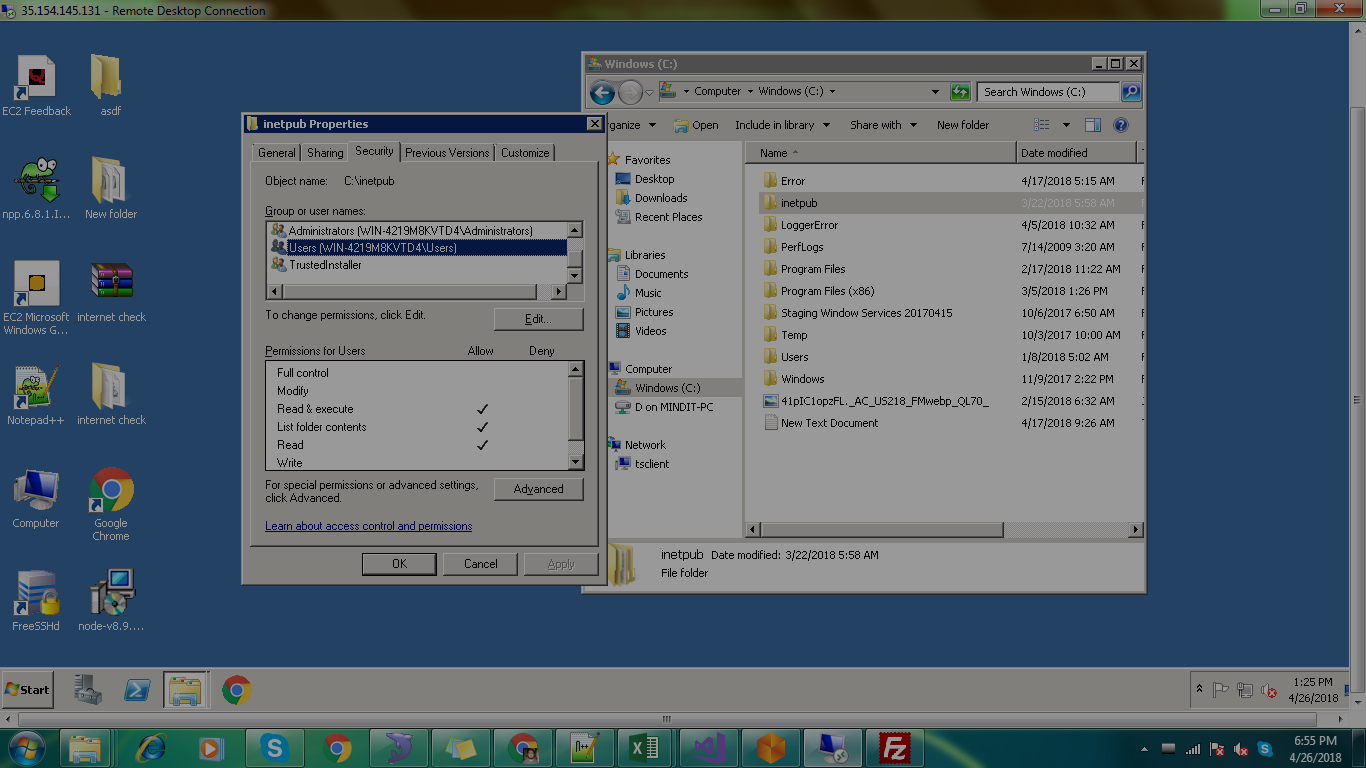 35.154.145.131 - Remote Desktop Connection
EC2 Feedback
asdf
npp.6.8.1.I...
New folder
EC2 Microsoft
Windows G...
internet check
Notepad++
internet check
Computer
Google
Chrome
FreeSSHd
node-v8.9....
inetpub Properties
General
Sharing
Security
Previous Versions
Customize
Object name:
C:\inetpub
Group or user names:
Administrators (WIN-4219M8KVTD4\Administrators)
Users (WIN-4219M8KVTD4\Users)
TrustedInstaller
To change permissions, click Edit.
Edit...
Permissions for Users
Allow
Deny
Full control
Modify
Read & execute
List folder contents
Read
Write
For special permissions or advanced settings,
click Advanced.
Advanced
Learn about access control and permissions
OK
Cancel
Apply
Windows (C:)
Computer
Windows (C:)
Search Windows (C:)
rganize
Open
Include in library
Share with
New folder
Favorites
Desktop
Downloads
Recent Places
Libraries
Documents
Music
Pictures
Videos
Computer
Windows (C:)
D on MINDIT-PC
Network
tsclient
Name
Date modified
Error
4/17/2018 5:15 AM
inetpub
3/22/2018 5:58 AM
LoggerError
4/5/2018 10:32 AM
PerfLogs
7/14/2009 3:20 AM
Program Files
2/17/2018 11:22 AM
Program Files (x86)
3/5/2018 1:26 PM
Staging Window Services 20170415
10/6/2017 6:50 AM
Temp
10/3/2017 10:00 AM
Users
1/8/2018 5:02 AM
Windows
11/9/2017 2:22 PM
41pIC1opzFL._AC_US218_FMwebp_QL70_
2/15/2018 6:32 AM
New Text Document
4/17/2018 9:26 AM
inetpub
Date modified: 3/22/2018 5:58 AM
File folder
Start
1:25 PM
4/26/2018
6:55 PM
4/26/2018